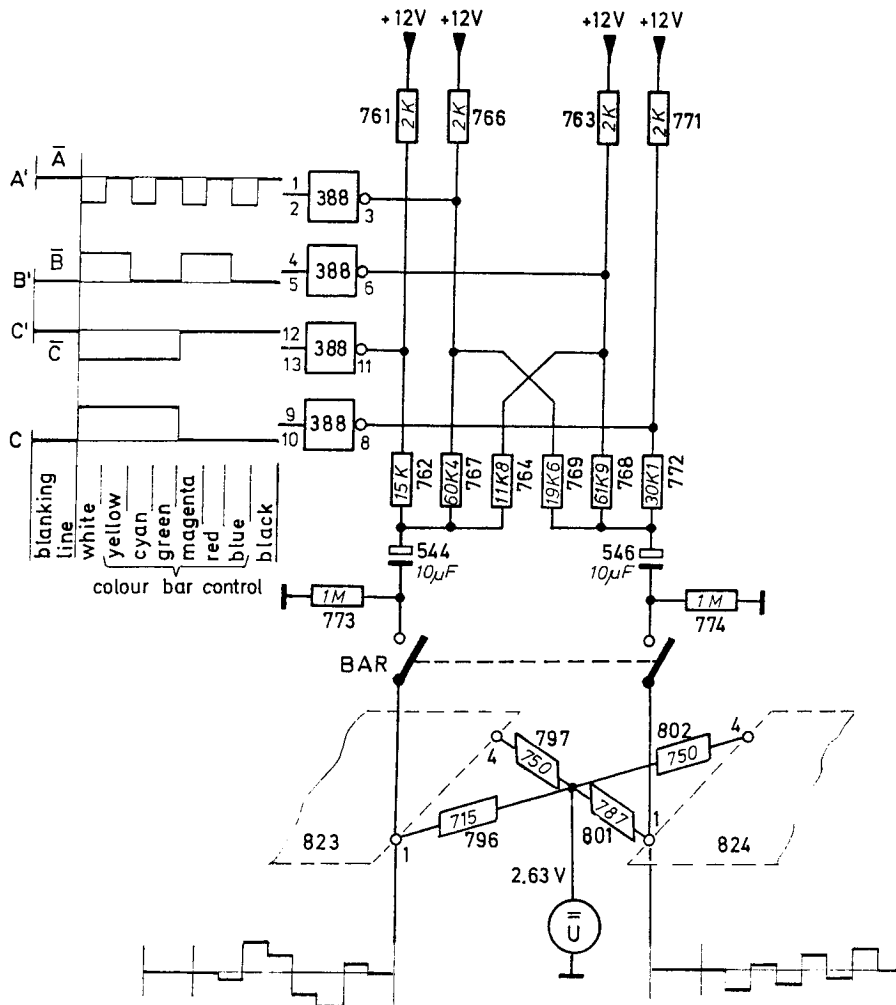 +12V +12V +12V +12V
761 2K 2K 766 763 2K 2K 771
A' A̅
1
2 388 3
B' B̅
4
5 388 6
C' C̅
12
13 388 11
C
9
10 388 8
15K 762 60K4 767 11K8 764 19K6 769 61K9 768 30K1 772
blanking line white yellow cyan green magenta red blue black
colour bar control
544 546
10µF 10µF
1M 1M
773 774
BAR
797 802 4
4 750 750
715 787 1
823 796 801 824
1
2.63 V
U̿